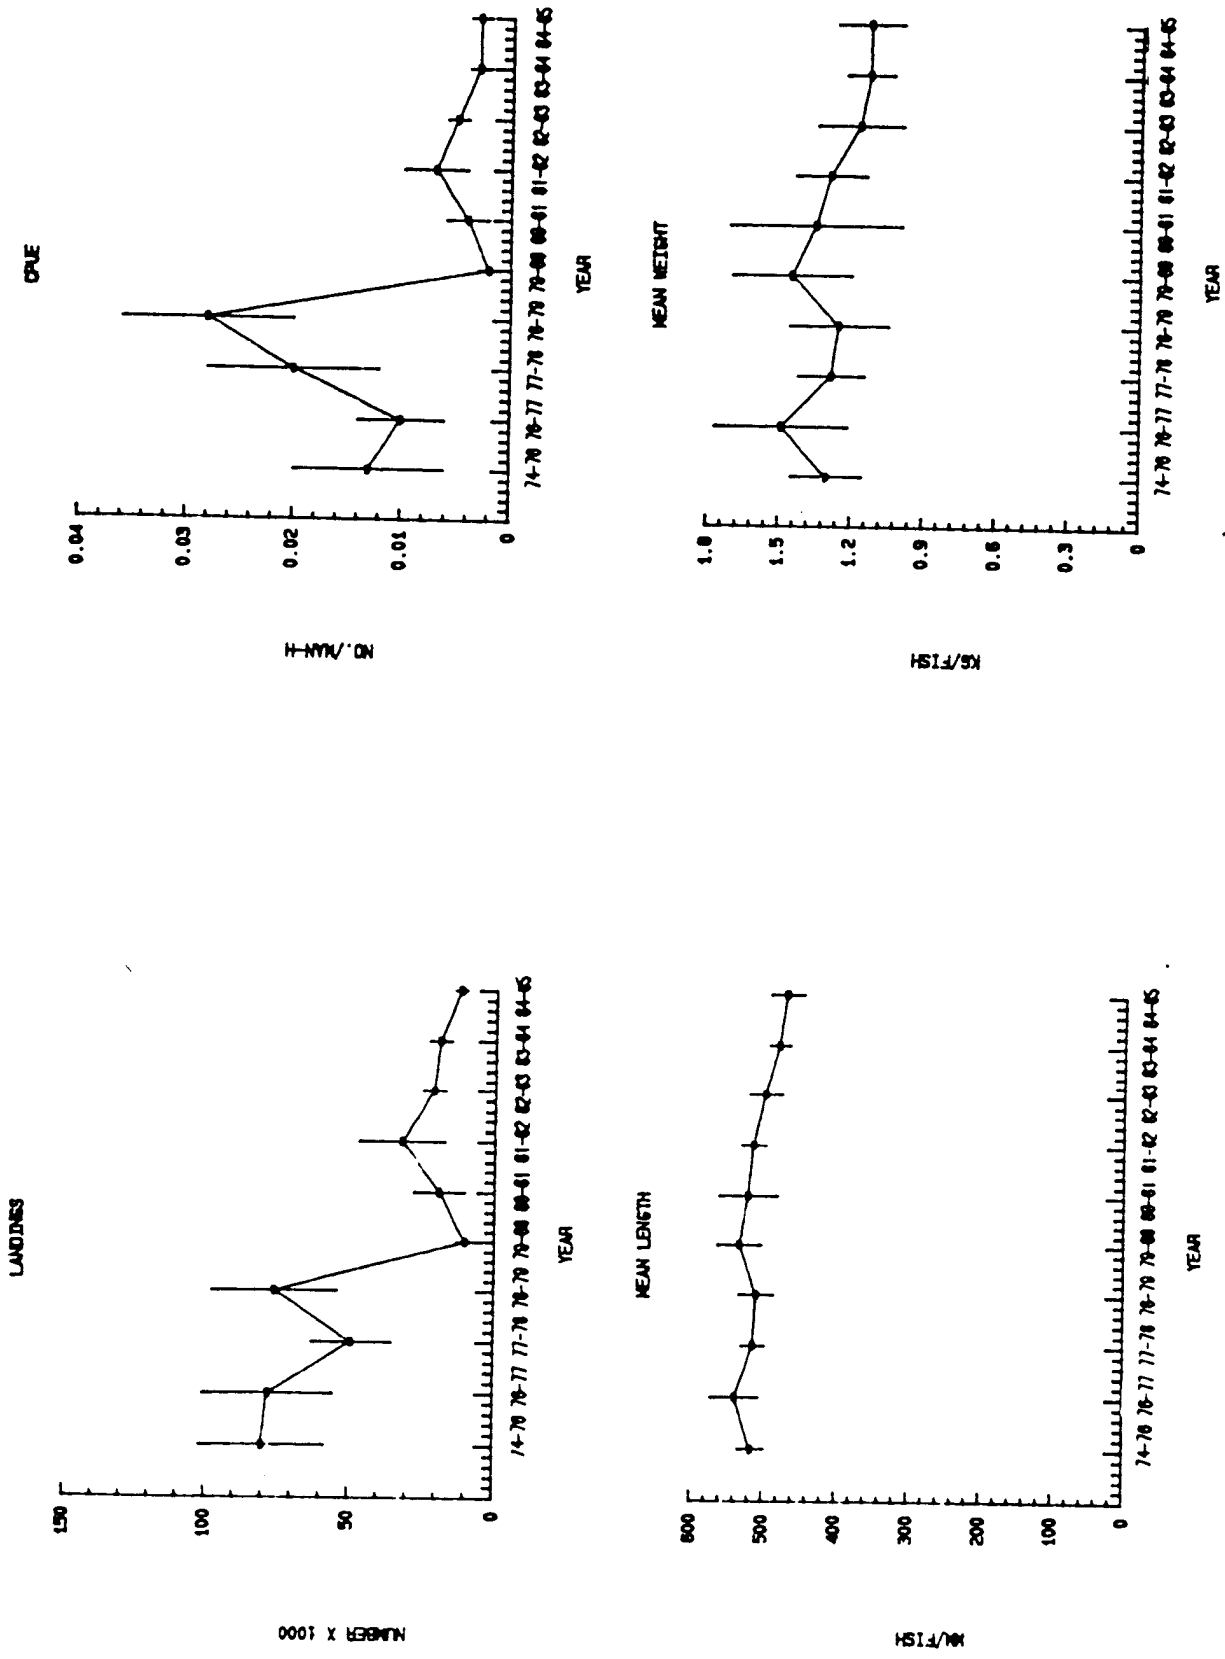 LANDINGS
NUMBER X 1000
150
100
50
0
74-76 76-77 77-78 78-79 79-80 80-81 81-82 82-83 83-84 84-85
YEAR
CPUE
NO./MAN-H
0.04
0.03
0.02
0.01
0
74-76 76-77 77-78 78-79 79-80 80-81 81-82 82-83 83-84 84-85
YEAR
MEAN LENGTH
MM/FISH
600
500
400
300
200
100
0
74-76 76-77 77-78 78-79 79-80 80-81 81-82 82-83 83-84 84-85
YEAR
MEAN WEIGHT
KG/FISH
1.8
1.5
1.2
0.9
0.6
0.3
0
74-76 76-77 77-78 78-79 79-80 80-81 81-82 82-83 83-84 84-85
YEAR